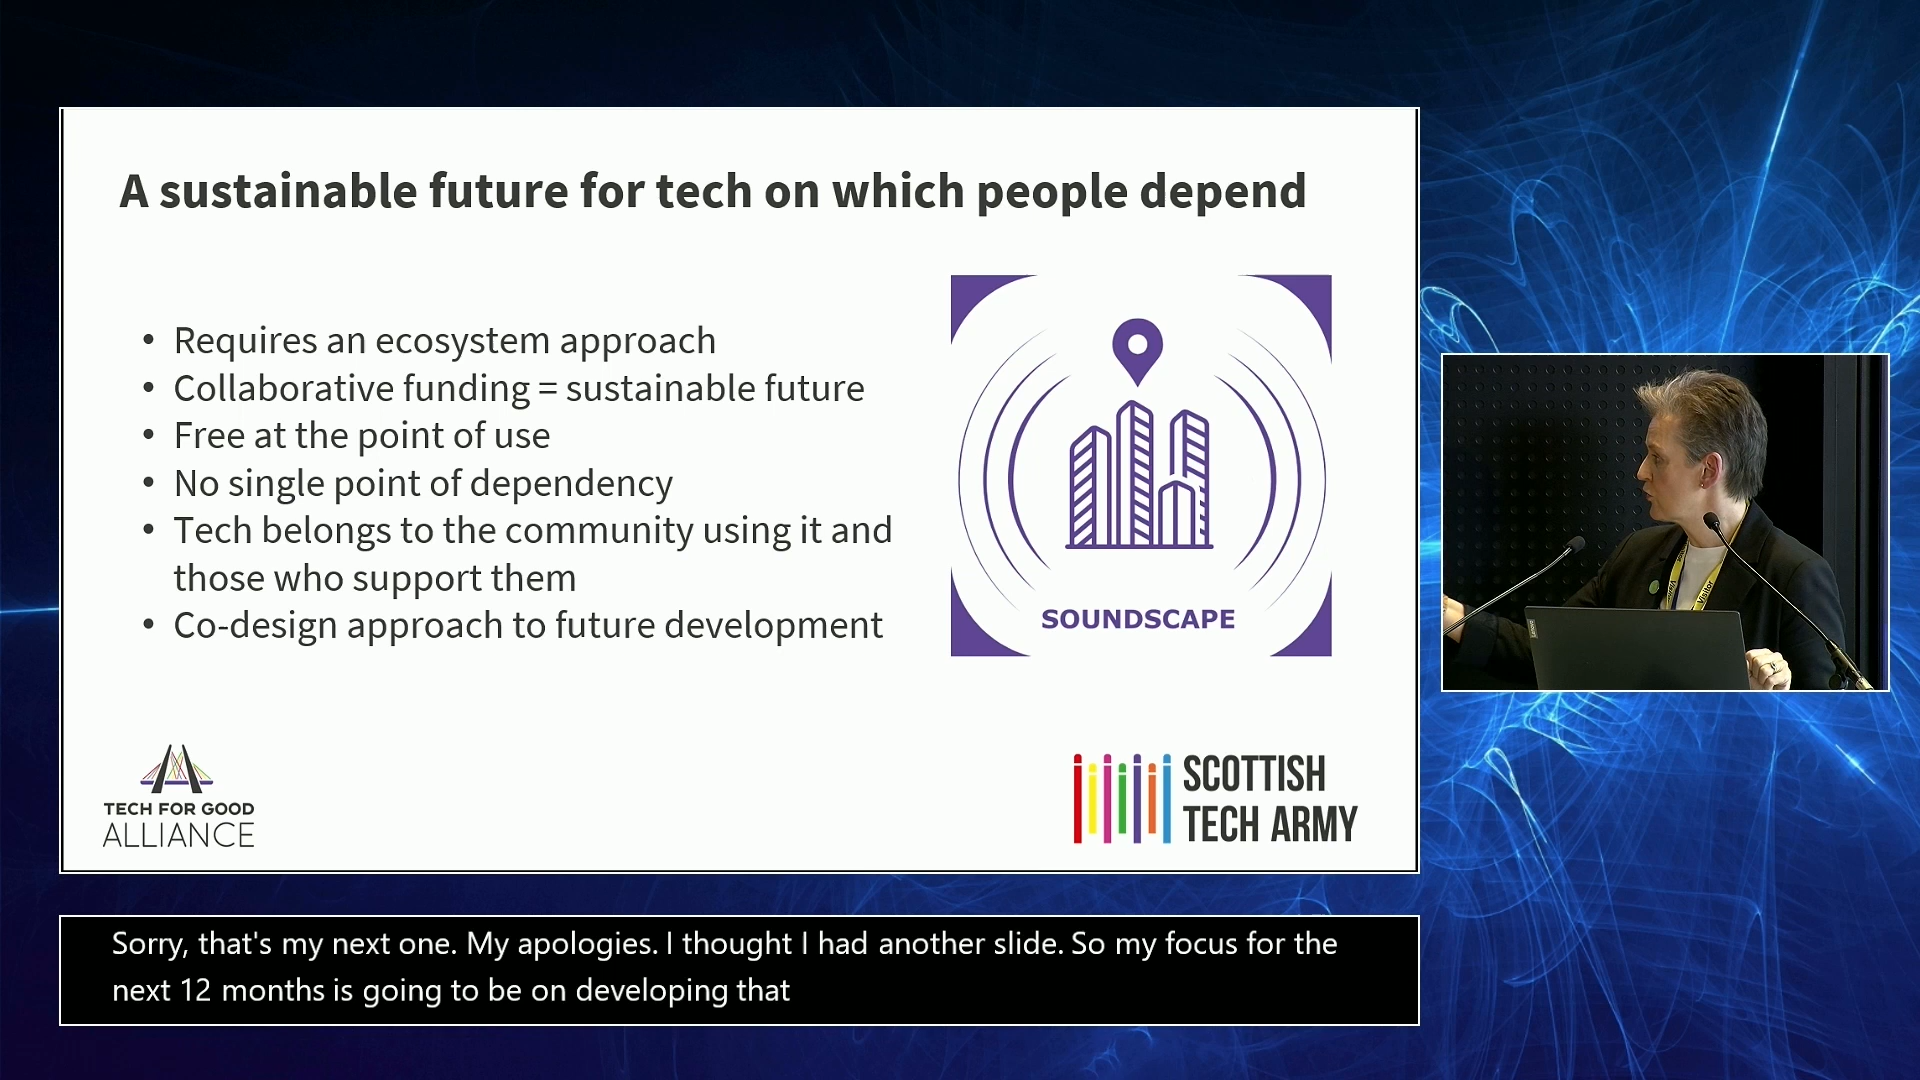 A sustainable future for tech on which people depend
• Requires an ecosystem approach
• Collaborative funding = sustainable future
• Free at the point of use
• No single point of dependency
• Tech belongs to the community using it and
those who support them
• Co-design approach to future development
SOUNDSCAPE
TECH FOR GOOD
ALLIANCE
SCOTTISH
TECH ARMY
Visitor
Lenovo
Sorry, that's my next one. My apologies. I thought I had another slide. So my focus for the
next 12 months is going to be on developing that